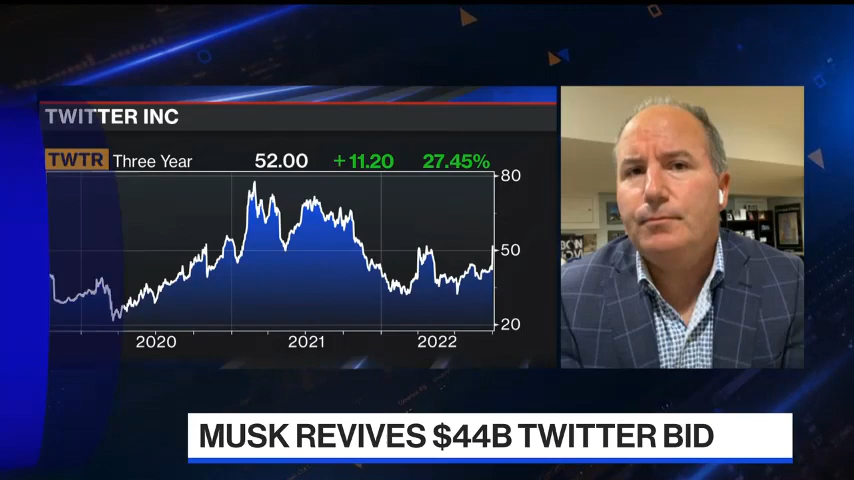 TWITTER INC
TWTR Three Year 52.00 +11.20 27.45%
80
50
20
2020 2021 2022
MUSK REVIVES $44B TWITTER BID